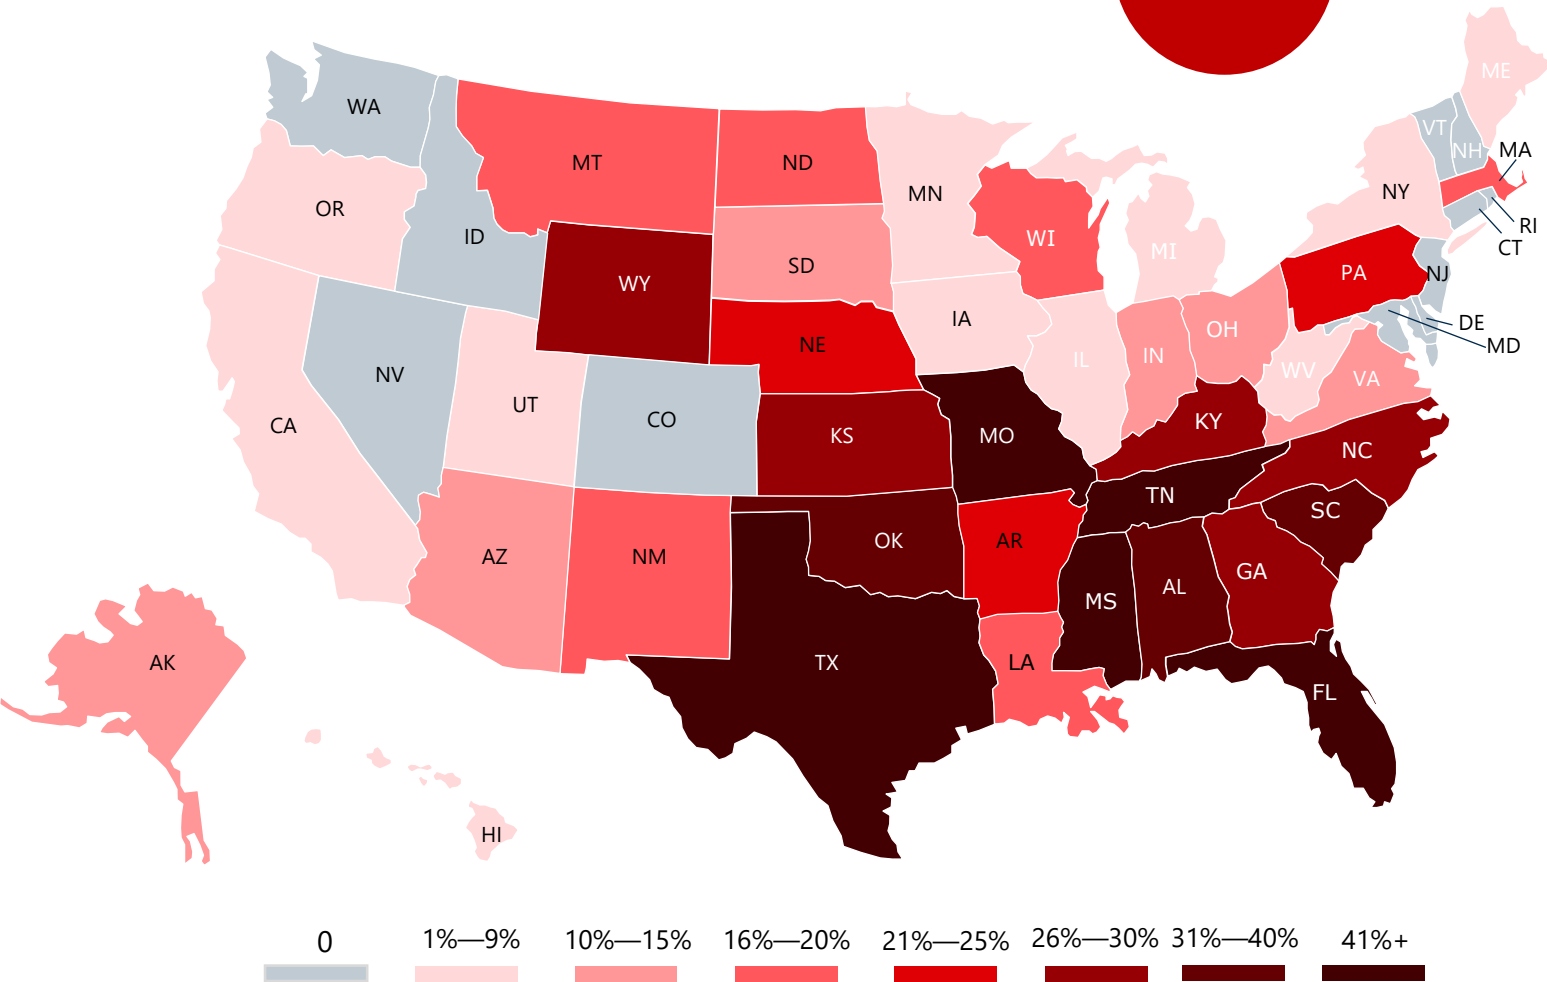 ME
WA
VT
NH
MA
MT
ND
MN
NY
OR
RI
ID
WI
CT
MI
SD
PA
NJ
WY
IA
DE
NE
OH
MD
IN
IL
NV
WV
VA
UT
CA
CO
KS
MO
KY
NC
TN
SC
AZ
NM
OK
AR
GA
AL
MS
AK
TX
LA
FL
HI
0 1%—9% 10%—15% 16%—20% 21%—25% 26%—30% 31%—40% 41%+